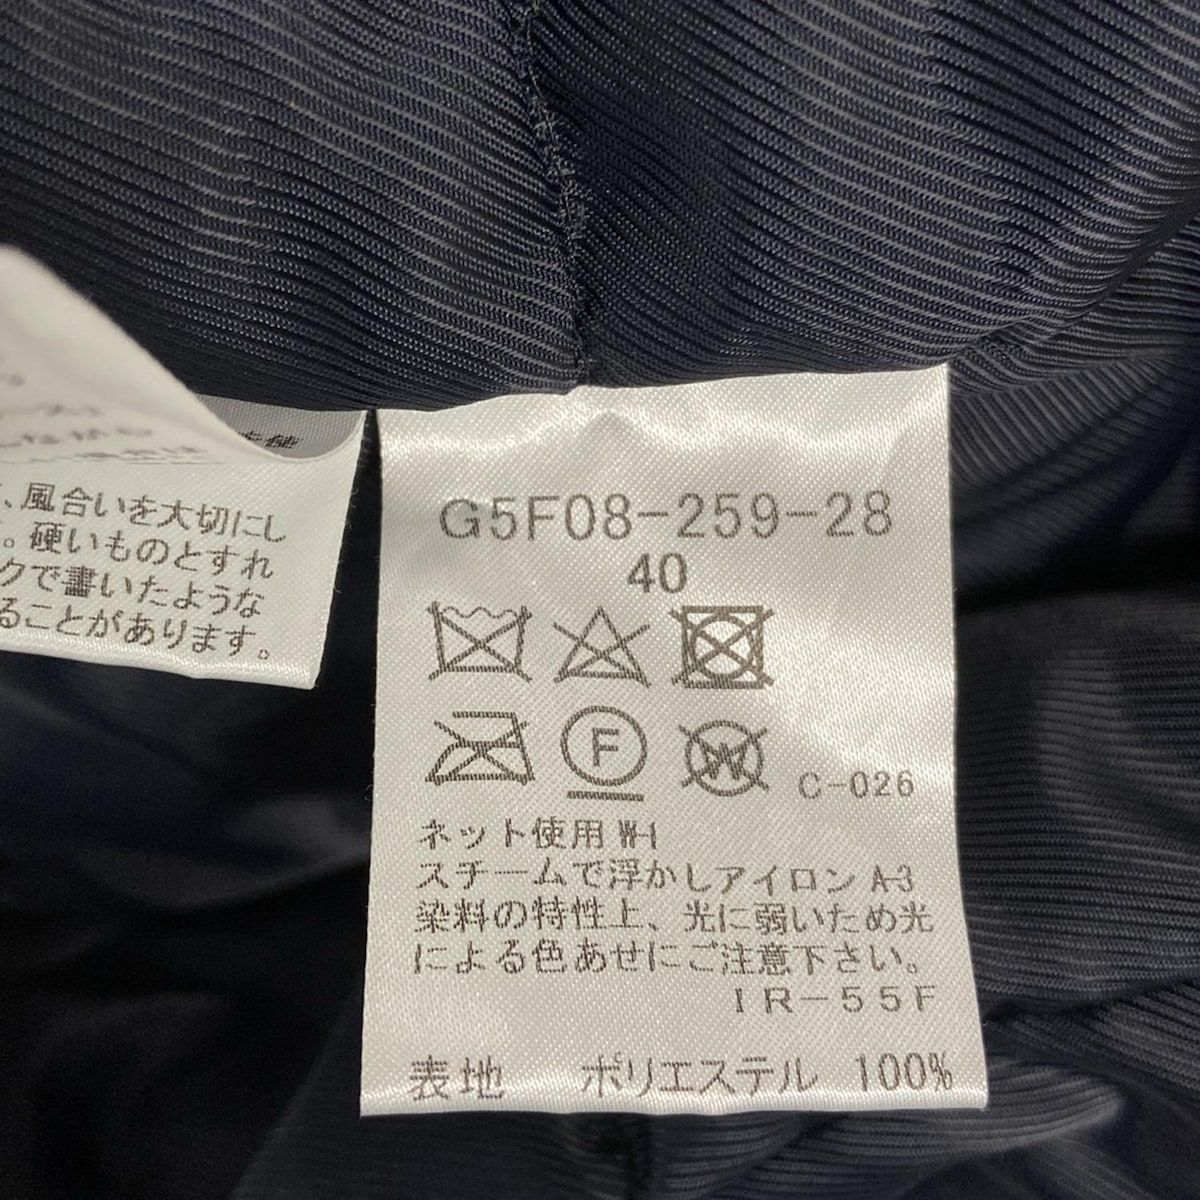 、風合いを大切にし
。硬いものとすれ
クで書いたような
ることがあります。
G5F08-259-28
40
F
W
C-026
ネット使用 W-1
スチームで浮かしアイロン A-3
染料の特性上、光に弱いため光
による色あせにご注意下さい。
IR-55F
表地 ポリエステル 100%